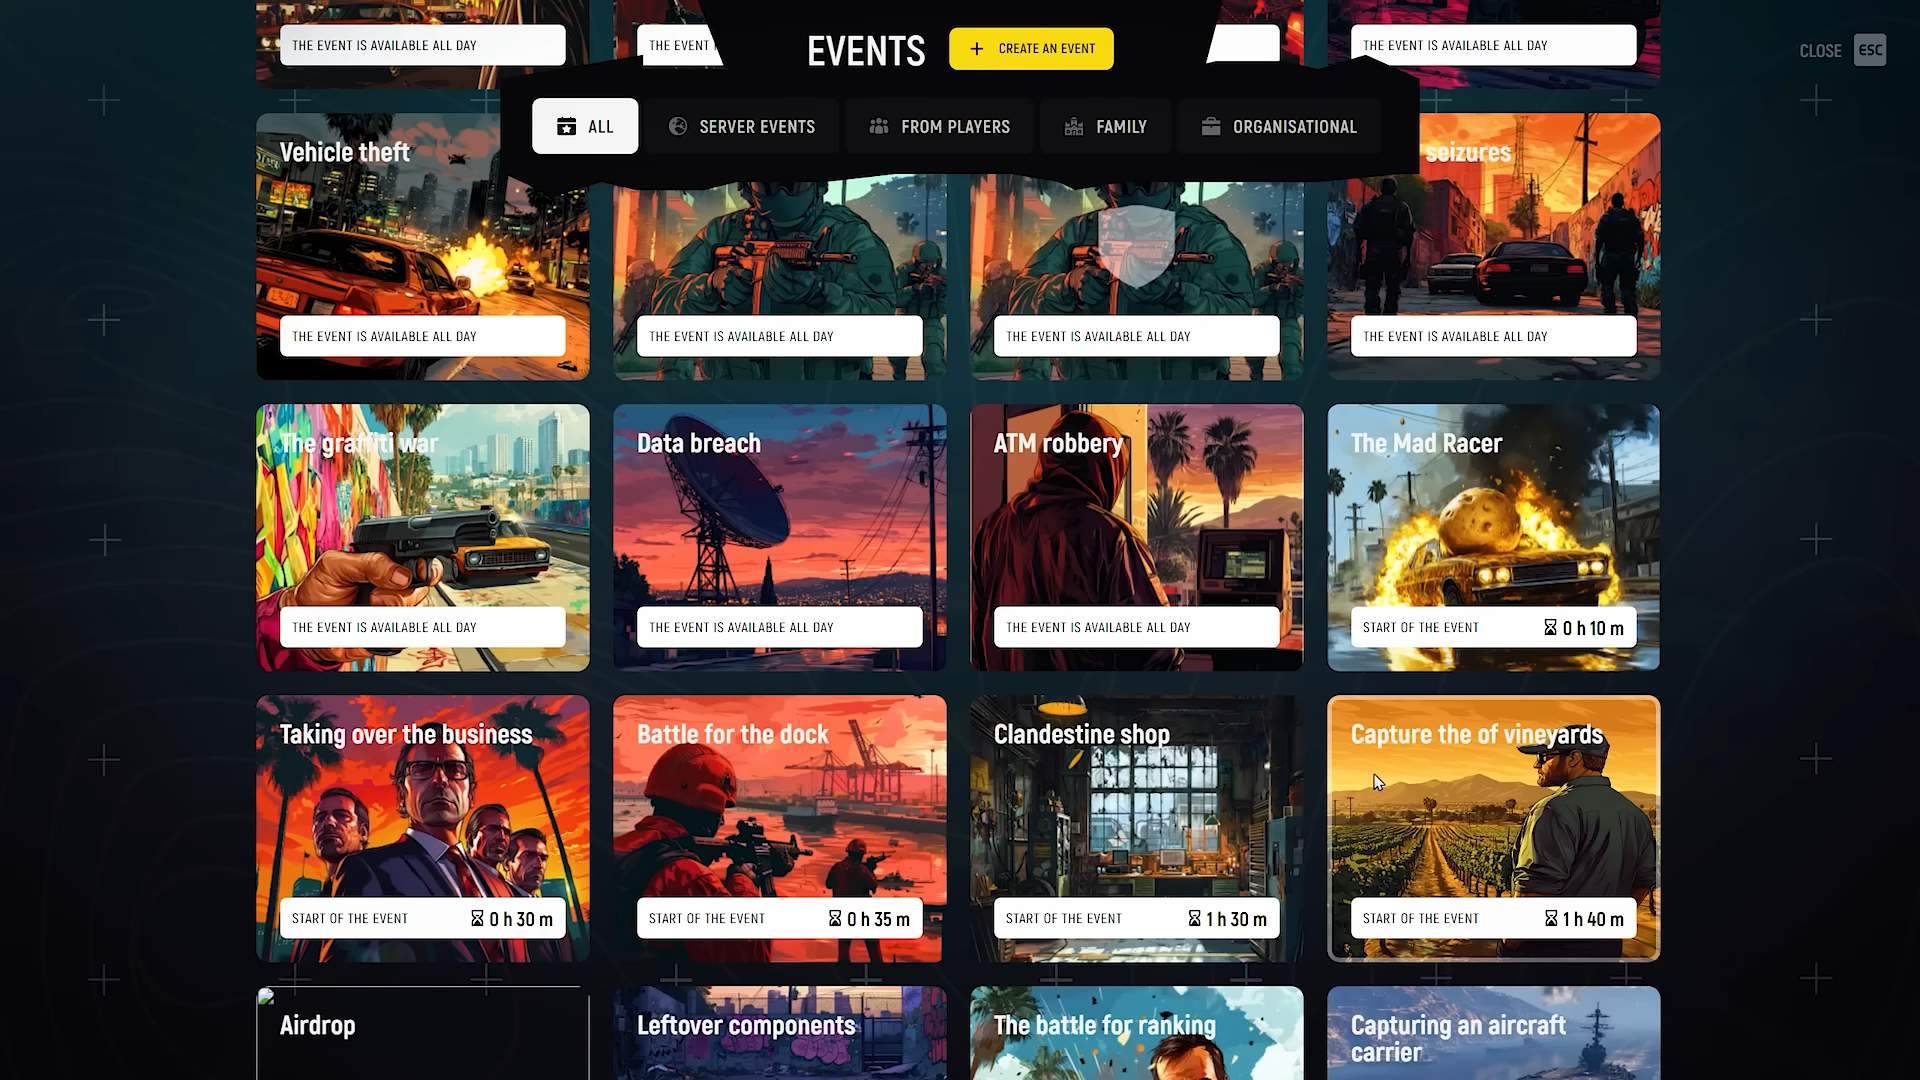 THE EVENT IS AVAILABLE ALL DAY
THE EVENT
THE EVENT IS AVAILABLE ALL DAY
EVENTS
CREATE AN EVENT
CLOSE ESC
ALL
SERVER EVENTS
FROM PLAYERS
FAMILY
ORGANISATIONAL
Vehicle theft
seizures
THE EVENT IS AVAILABLE ALL DAY
THE EVENT IS AVAILABLE ALL DAY
THE EVENT IS AVAILABLE ALL DAY
THE EVENT IS AVAILABLE ALL DAY
The graffiti war
Data breach
ATM robbery
The Mad Racer
THE EVENT IS AVAILABLE ALL DAY
THE EVENT IS AVAILABLE ALL DAY
THE EVENT IS AVAILABLE ALL DAY
START OF THE EVENT 0 h 10 m
Taking over the business
Battle for the dock
Clandestine shop
Capture the of vineyards
START OF THE EVENT 0 h 30 m
START OF THE EVENT 0 h 35 m
START OF THE EVENT 1 h 30 m
START OF THE EVENT 1 h 40 m
Airdrop
Leftover components
The battle for ranking
Capturing an aircraft
carrier